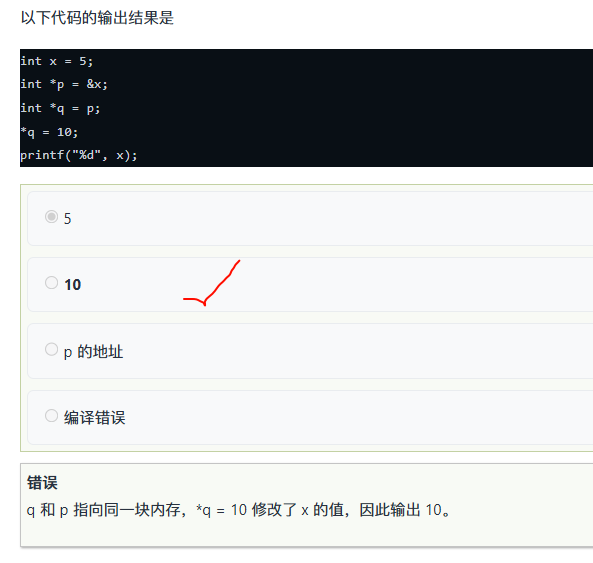 以下代码的输出结果是
int x = 5;
int *p = &x;
int *q = p;
*q = 10;
printf("%d", x);
5
10
p 的地址
编译错误
错误
q 和 p 指向同一块内存，*q = 10 修改了 x 的值，因此输出 10。